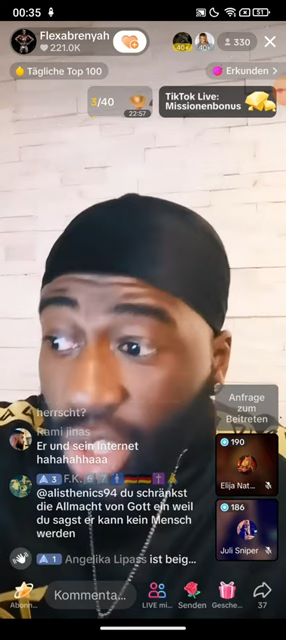 00:35
51
Flexabrenyah
221.0K
330
Tägliche Top 100
Erkunden >
3/40
22:57
TikTok Live:
Missionenbonus
herrscht?
Rami jinas
Er und sein Internet
hahahahhaaa
3 F.K.
@alisthenics94 du schränkst
die Allmacht von Gott ein weil
du sagst er kann kein Mensch
werden
1 Angelika Lipass ist beig...
Anfrage
zum
Beitreten
190
Elija Nat...
186
Juli Sniper
Abonn...
Kommenta...
LIVE mi...
Senden
Gesche...
37